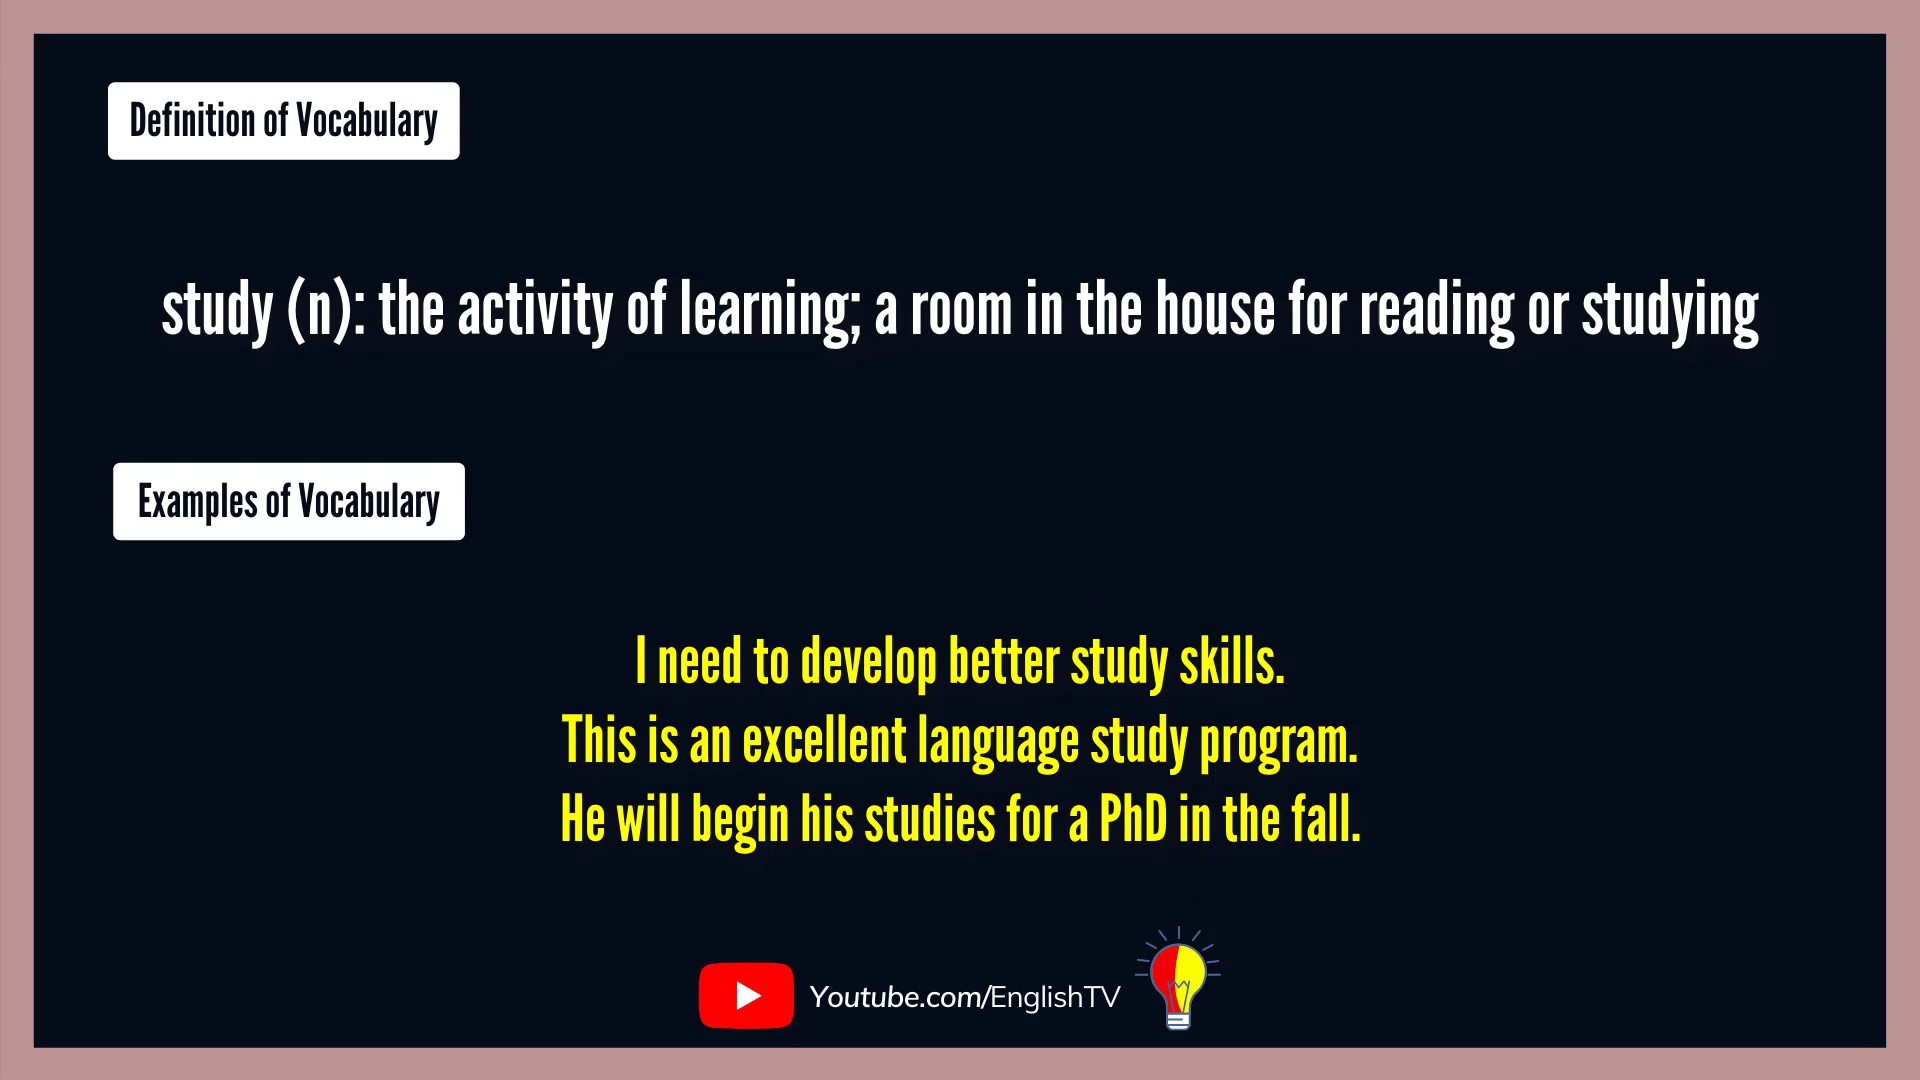 Definition of Vocabulary
study (n): the activity of learning; a room in the house for reading or studying
Examples of Vocabulary
I need to develop better study skills.
This is an excellent language study program.
He will begin his studies for a PhD in the fall.
Youtube.com/EnglishTV